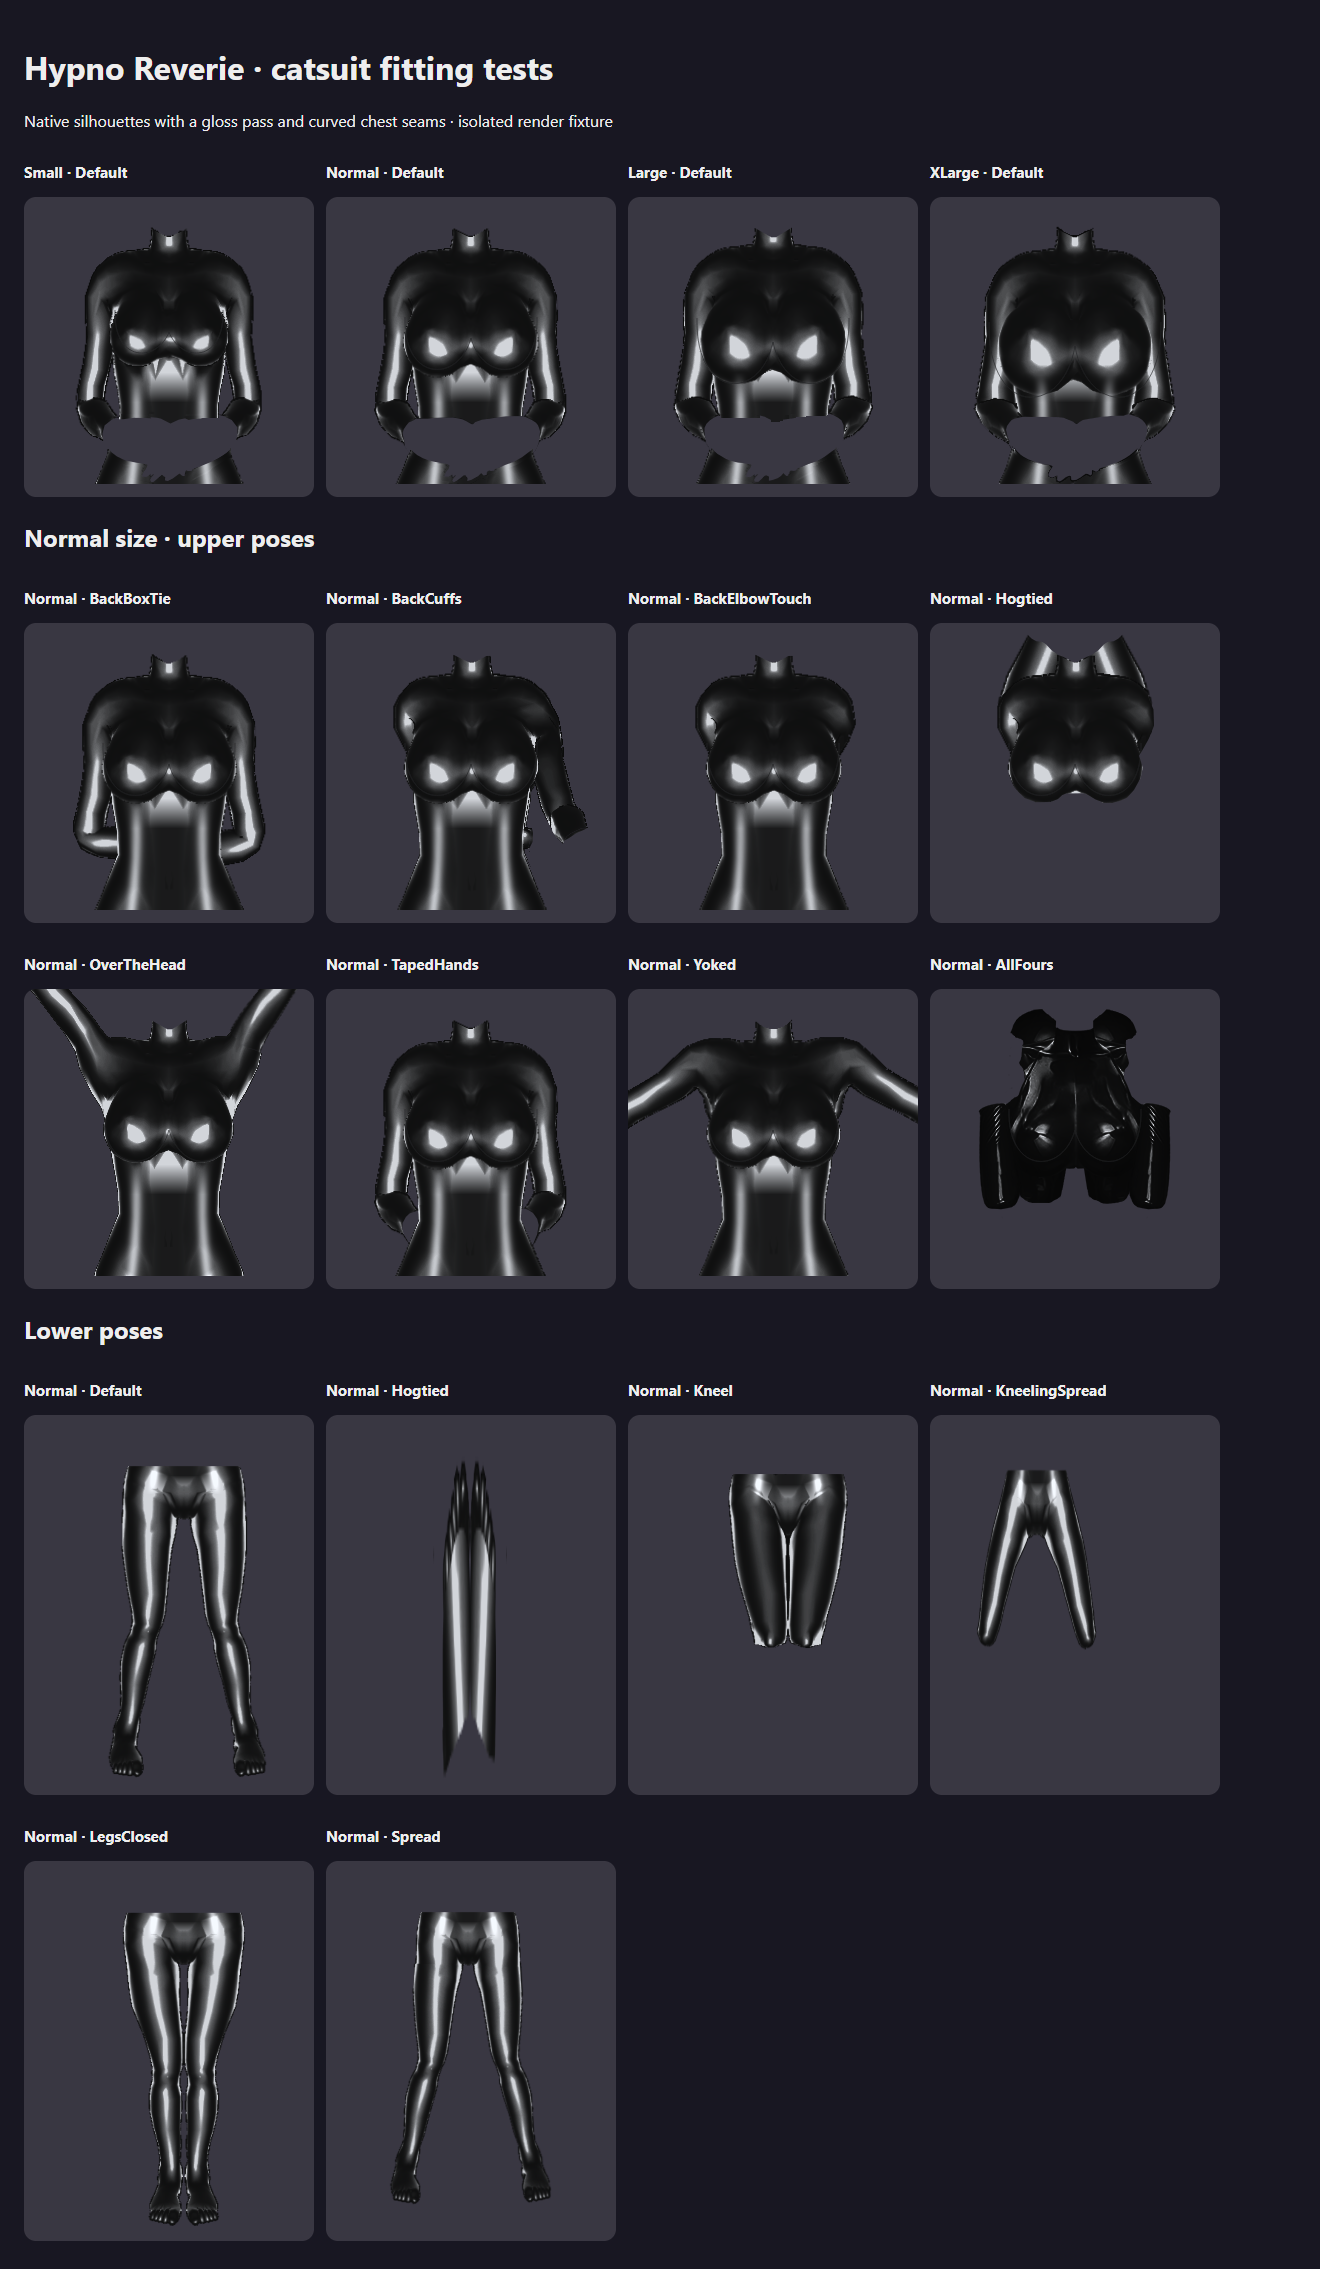 Hypno Reverie · catsuit fitting tests
Native silhouettes with a gloss pass and curved chest seams · isolated render fixture
Small · Default
Normal · Default
Large · Default
XLarge · Default
Normal size · upper poses
Normal · BackBoxTie
Normal · BackCuffs
Normal · BackElbowTouch
Normal · Hogtied
Normal · OverTheHead
Normal · TapedHands
Normal · Yoked
Normal · AllFours
Lower poses
Normal · Default
Normal · Hogtied
Normal · Kneel
Normal · KneelingSpread
Normal · LegsClosed
Normal · Spread